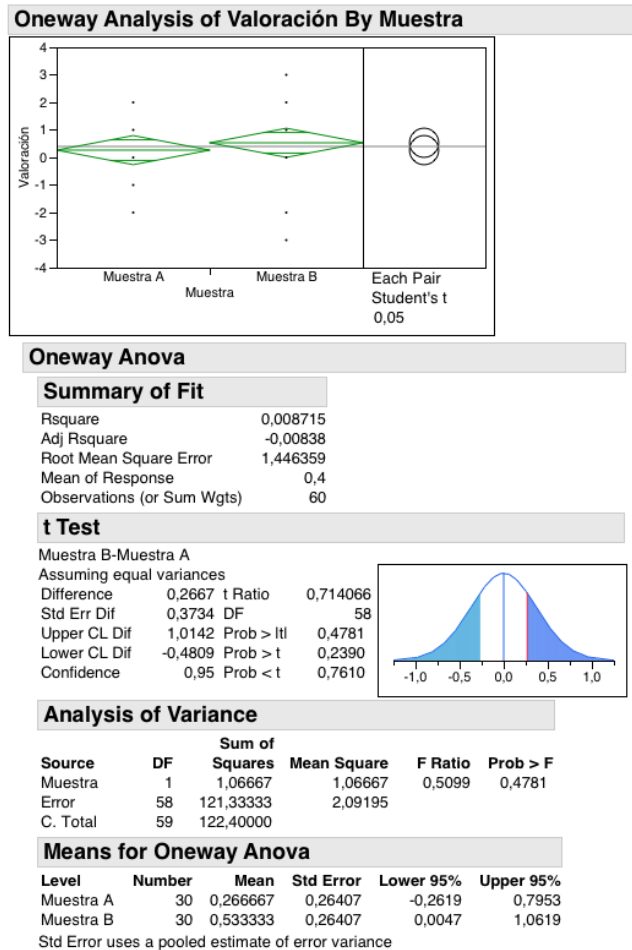 Oneway Analysis of Valoración By Muestra
4
3
2
1
0
-1
-2
-3
-4
Valoración
Muestra A Muestra B
Muestra
Each Pair
Student's t
0,05
Oneway Anova
Summary of Fit
Rsquare 0,008715
Adj Rsquare -0,00838
Root Mean Square Error 1,446359
Mean of Response 0,4
Observations (or Sum Wgts) 60
t Test
Muestra B-Muestra A
Assuming equal variances
Difference 0,2667 t Ratio 0,714066
Std Err Dif 0,3734 DF 58
Upper CL Dif 1,0142 Prob > |t| 0,4781
Lower CL Dif -0,4809 Prob > t 0,2390
Confidence 0,95 Prob < t 0,7610
-1,0 -0,5 0,0 0,5 1,0
Analysis of Variance
Sum of
Source DF Squares Mean Square F Ratio Prob > F
Muestra 1 1,06667 1,06667 0,5099 0,4781
Error 58 121,33333 2,09195
C. Total 59 122,40000
Means for Oneway Anova
Level Number Mean Std Error Lower 95% Upper 95%
Muestra A 30 0,266667 0,26407 -0,2619 0,7953
Muestra B 30 0,533333 0,26407 0,0047 1,0619
Std Error uses a pooled estimate of error variance